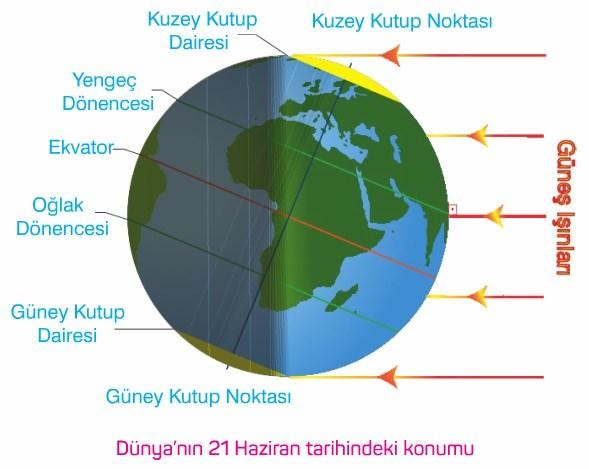 Kuzey Kutup
Dairesi
Kuzey Kutup Noktası
Yengeç
Dönencesi
Ekvator
Oğlak
Dönencesi
Güney Kutup
Dairesi
Güney Kutup Noktası
Güneş Işınları
Dünya'nın 21 Haziran tarihindeki konumu